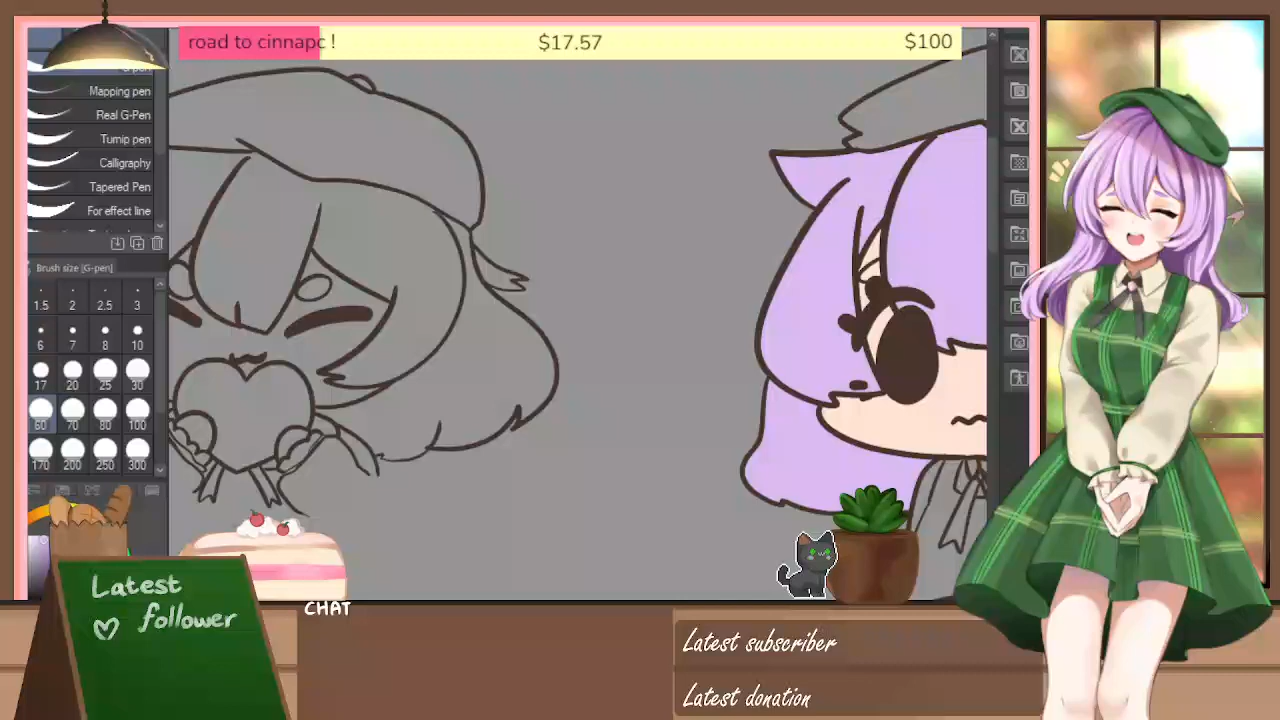 road to cinnapc !
$17.57
$100
Mapping pen
Real G-Pen
Turnip pen
Calligraphy
Tapered Pen
For effect line
Brush size [G-pen]
1.5 2 2.5 3
6 7 8 10
17 20 25 30
60 70 80 100
170 200 250 300
Latest
follower
CHAT
Latest subscriber
Latest donation